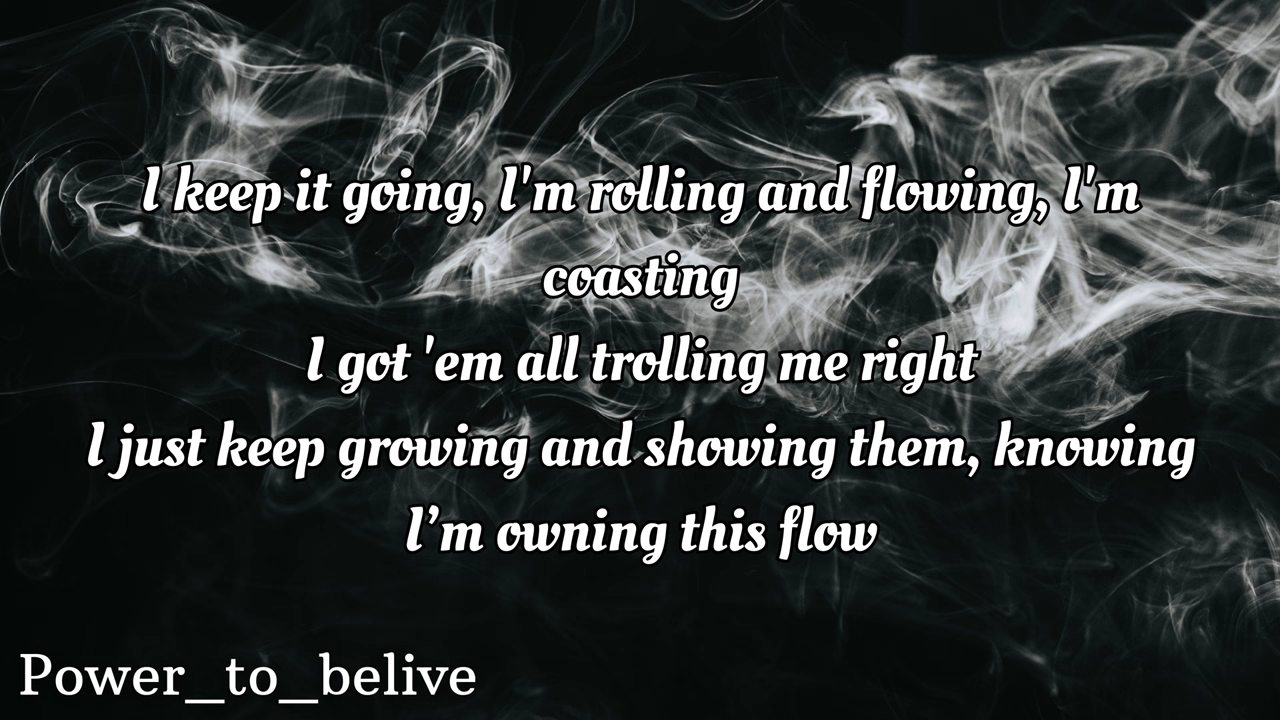 I keep it going, I'm rolling and flowing, I'm
coasting
I got 'em all trolling me right
I just keep growing and showing them, knowing
I’m owning this flow
Power_to_belive